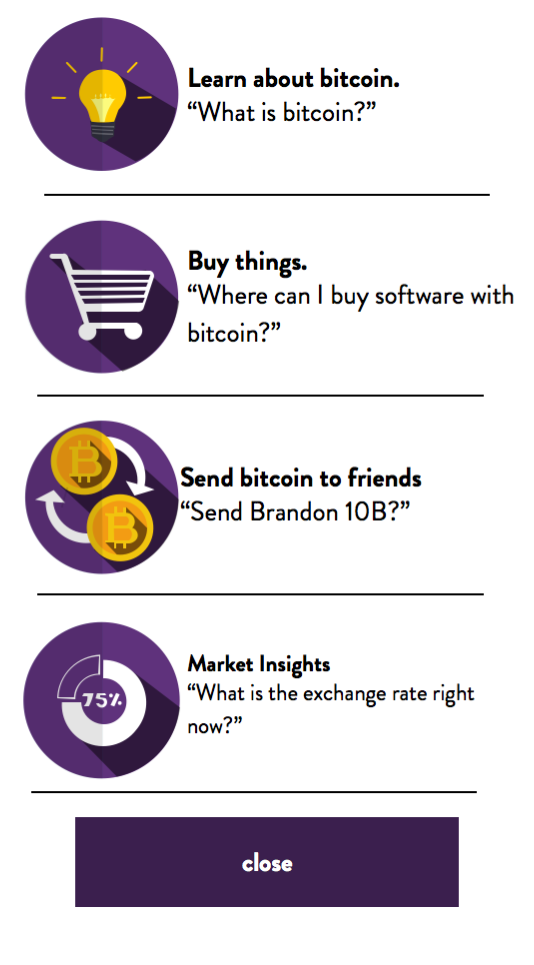 Learn about bitcoin.
“What is bitcoin?”
Buy things.
“Where can I buy software with
bitcoin?”
Send bitcoin to friends
“Send Brandon 10B?”
Market Insights
“What is the exchange rate right
now?”
75%
close